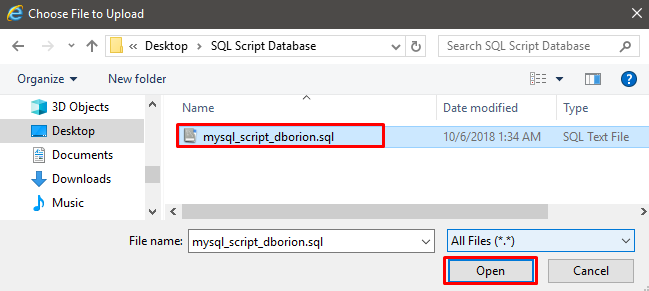 Choose File to Upload
« Desktop > SQL Script Database
Search SQL Script Database
Organize
New folder
Name
Date modified
Type
3D Objects
Desktop
Documents
Downloads
Music
mysql_script_dborion.sql
10/6/2018 1:34 AM
SQL Text File
File name:
mysql_script_dborion.sql
All Files (*.*)
Open
Cancel